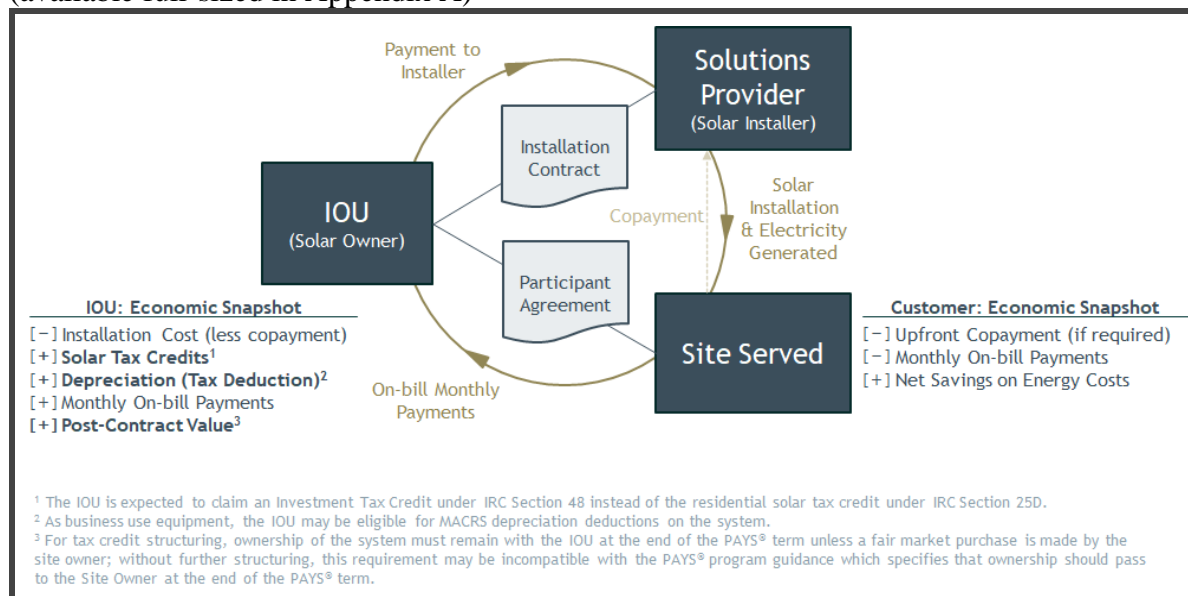 (available full-sized in Appendix A)
Payment to
Installer
Solutions
Provider
(Solar Installer)
Installation
Contract
IOU
(Solar Owner)
Copayment
Solar
Installation
& Electricity
Generated
Participant
Agreement
Site Served
On-bill Monthly
Payments
IOU: Economic Snapshot
[-] Installation Cost (less copayment)
[+] Solar Tax Credits¹
[+] Depreciation (Tax Deduction)²
[+] Monthly On-bill Payments
[+] Post-Contract Value³
Customer: Economic Snapshot
[-] Upfront Copayment (if required)
[-] Monthly On-bill Payments
[+] Net Savings on Energy Costs
¹ The IOU is expected to claim an Investment Tax Credit under IRC Section 48 instead of the residential solar tax credit under IRC Section 25D.
² As business use equipment, the IOU may be eligible for MACRS depreciation deductions on the system.
³ For tax credit structuring, ownership of the system must remain with the IOU at the end of the PAYS® term unless a fair market purchase is made by the
site owner; without further structuring, this requirement may be incompatible with the PAYS® program guidance which specifies that ownership should pass
to the Site Owner at the end of the PAYS® term.